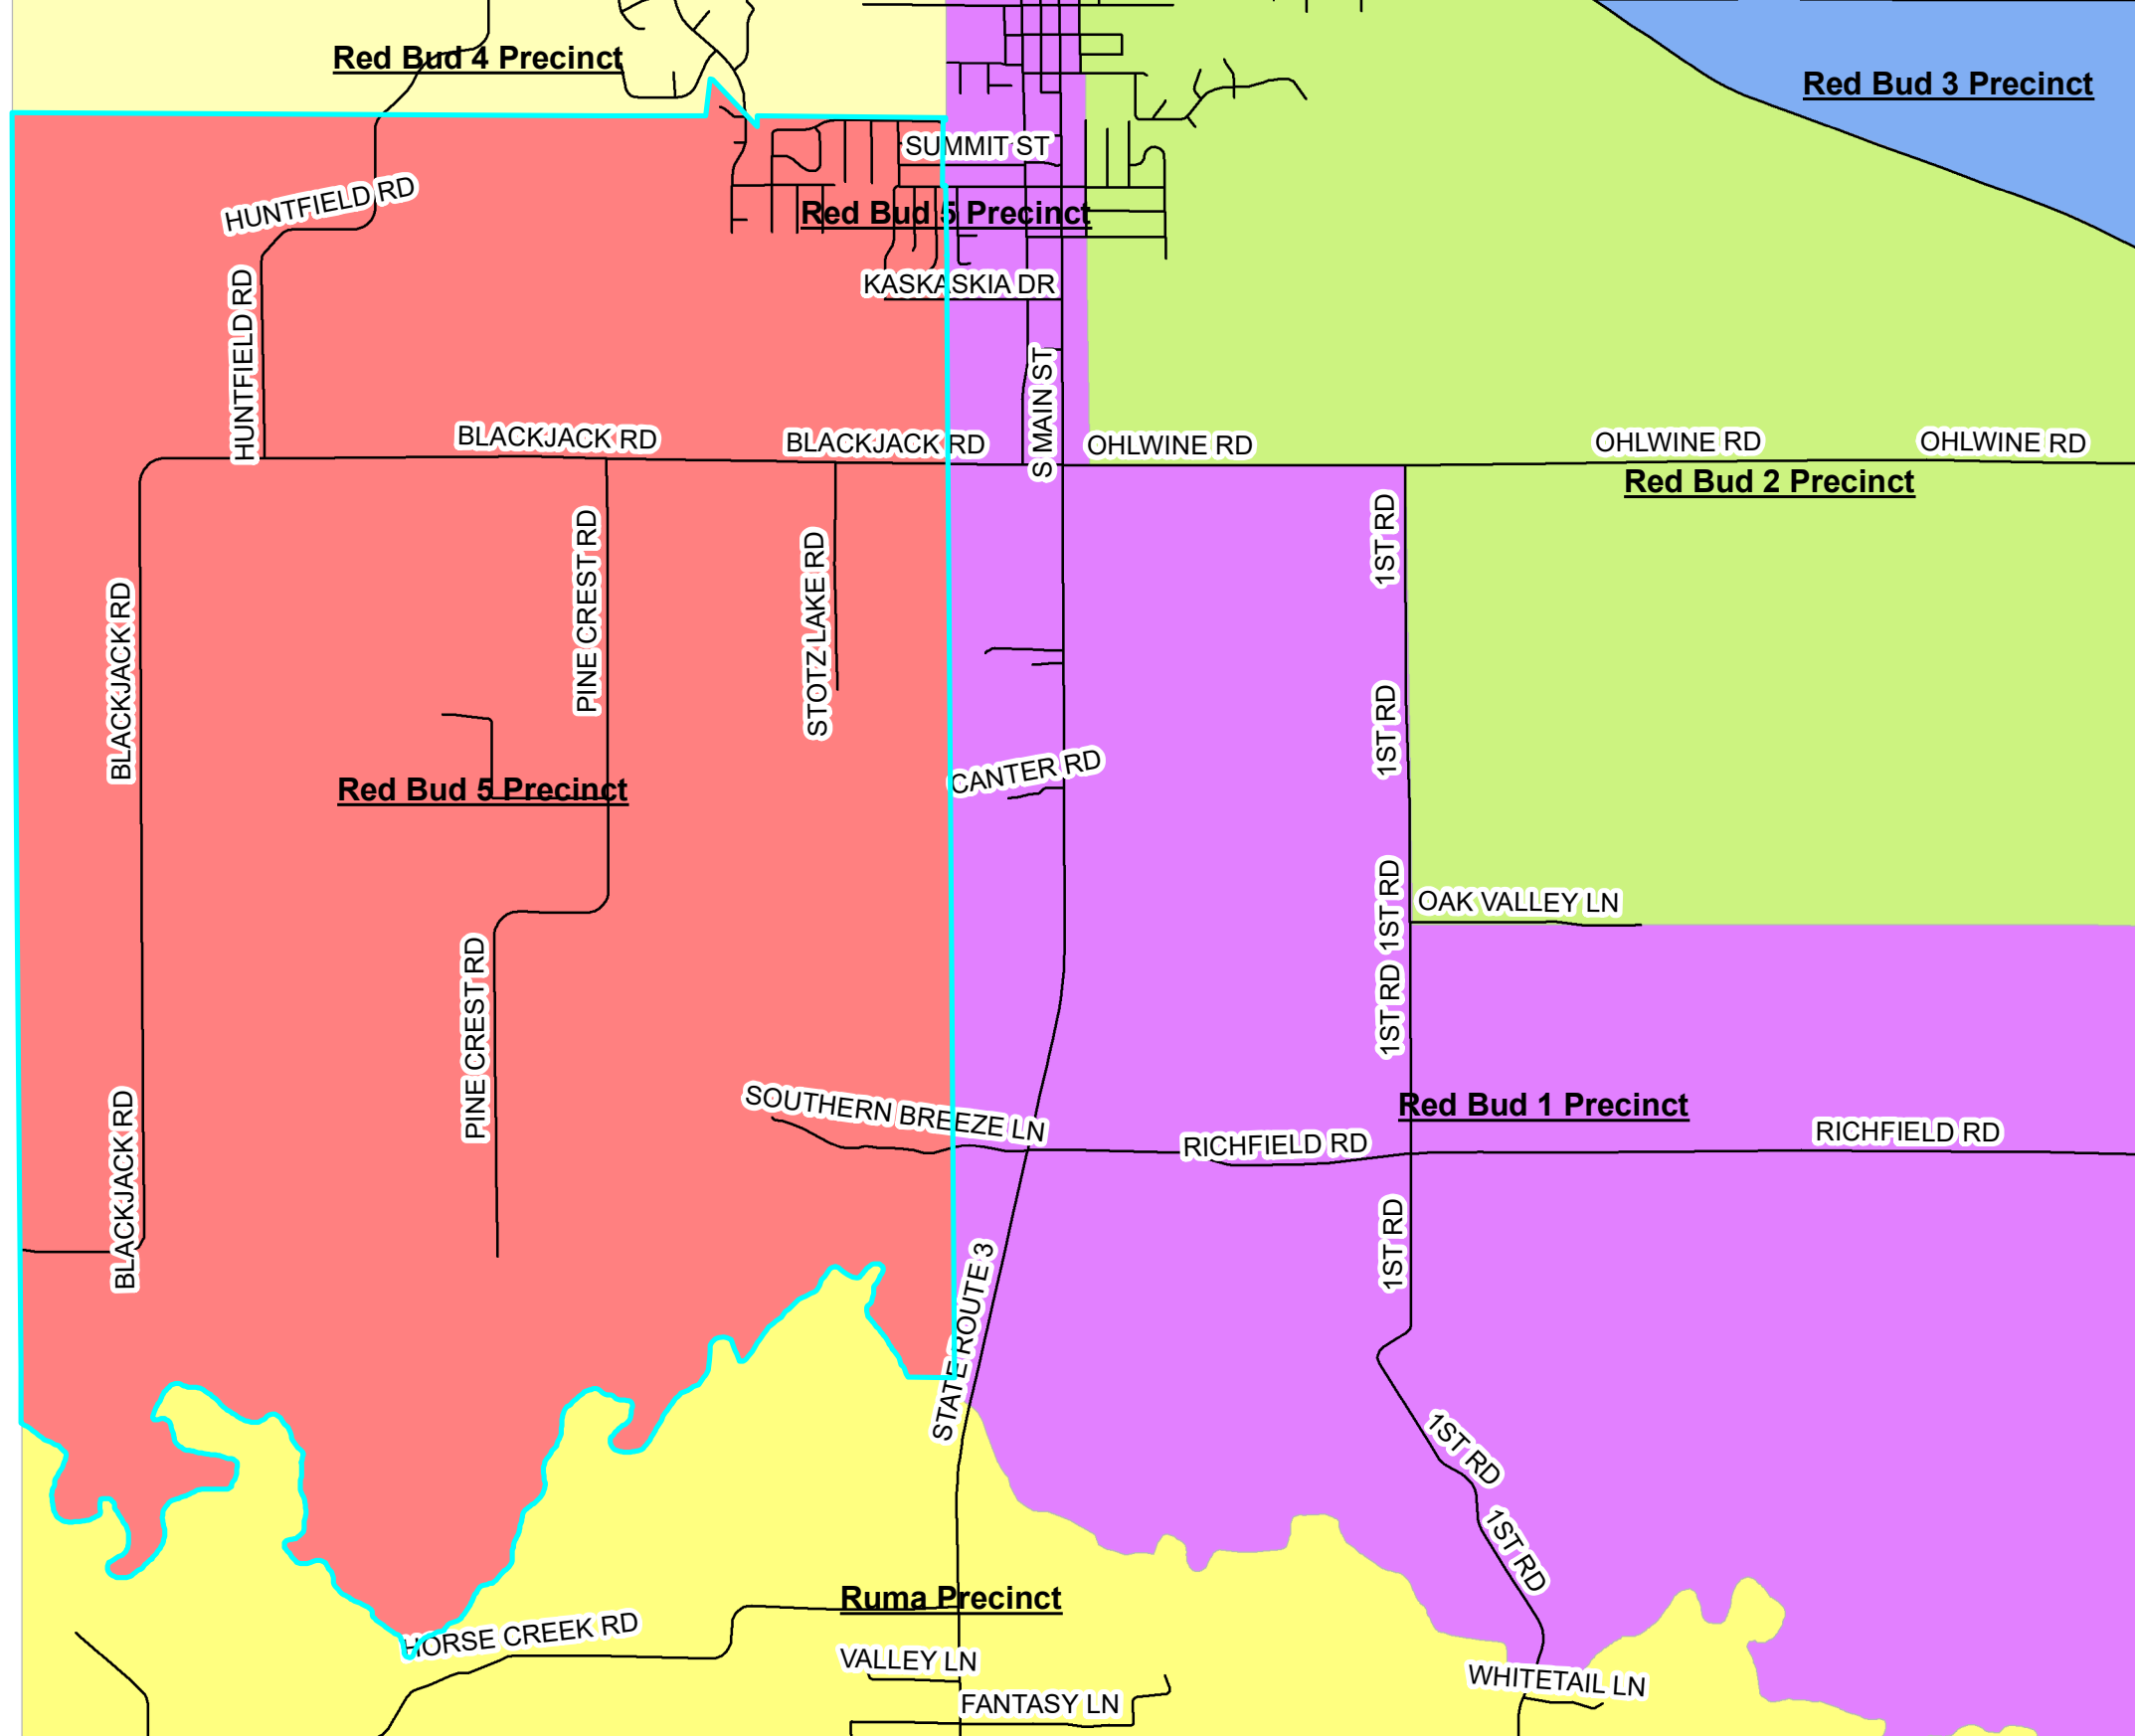 Red Bud 4 Precinct
Red Bud 3 Precinct
SUMMIT ST
HUNTFIELD RD
Red Bud 5 Precinct
KASKASKIA DR
HUNTFIELD RD
S MAIN ST
BLACKJACK RD
BLACKJACK RD
OHLWINE RD
OHLWINE RD
OHLWINE RD
Red Bud 2 Precinct
1ST RD
PINE CREST RD
STOTZ LAKE RD
BLACKJACK RD
1ST RD
CANTER RD
Red Bud 5 Precinct
OAK VALLEY LN
1ST RD
1ST RD
PINE CREST RD
SOUTHERN BREEZE LN
Red Bud 1 Precinct
RICHFIELD RD
RICHFIELD RD
BLACKJACK RD
1ST RD
STATE ROUTE 3
1ST RD
1ST RD
Ruma Precinct
HORSE CREEK RD
VALLEY LN
WHITETAIL LN
FANTASY LN